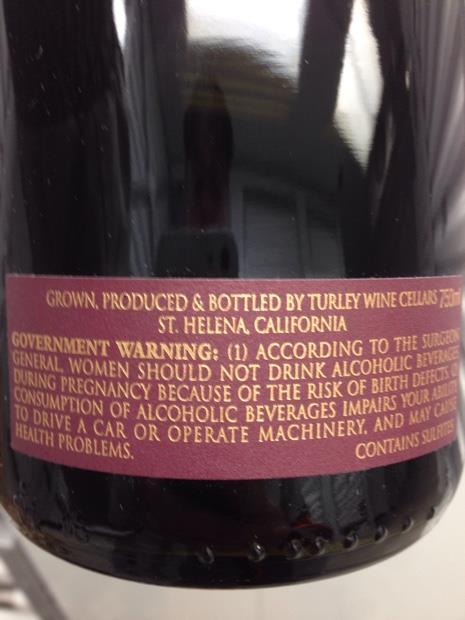 GROWN, PRODUCED & BOTTLED BY TURLEY WINE CELLARS 750ml
ST. HELENA, CALIFORNIA
GOVERNMENT WARNING: (1) ACCORDING TO THE SURGEON
GENERAL, WOMEN SHOULD NOT DRINK ALCOHOLIC BEVERAGES
DURING PREGNANCY BECAUSE OF THE RISK OF BIRTH DEFECTS.
CONSUMPTION OF ALCOHOLIC BEVERAGES IMPAIRS YOUR ABILITY
TO DRIVE A CAR OR OPERATE MACHINERY, AND MAY CAUSE
HEALTH PROBLEMS.
CONTAINS SULFITES